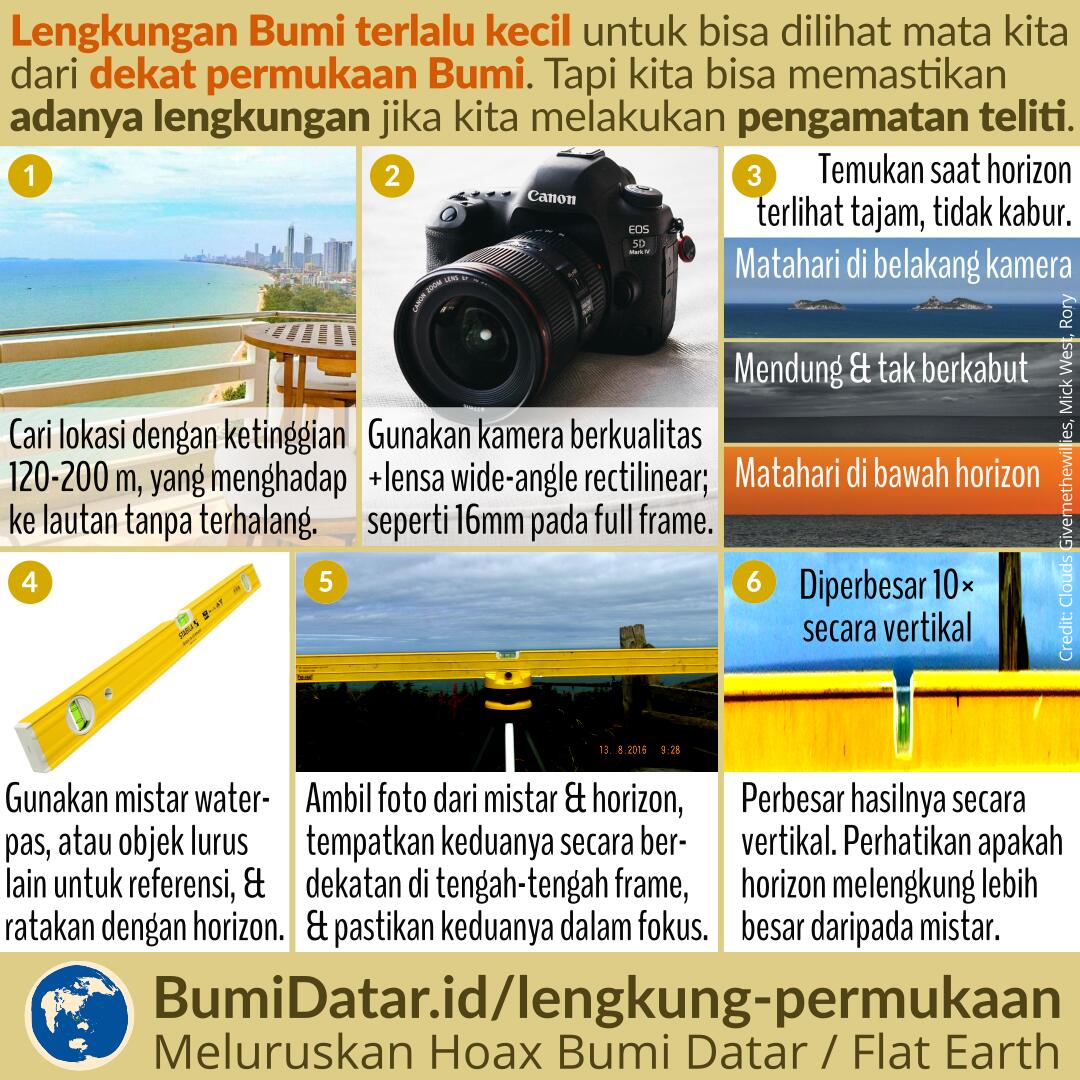 Lengkungan Bumi terlalu kecil untuk bisa dilihat mata kita
dari dekat permukaan Bumi. Tapi kita bisa memastikan
adanya lengkungan jika kita melakukan pengamatan teliti.
1
Cari lokasi dengan ketinggian
120-200 m, yang menghadap
ke lautan tanpa terhalang.
2
Canon
EOS
5D
Mark IV
CANON ZOOM LENS EF
Gunakan kamera berkualitas
+lensa wide-angle rectilinear;
seperti 16mm pada full frame.
3
Temukan saat horizon
terlihat tajam, tidak kabur.
Matahari di belakang kamera
Mendung & tak berkabut
Matahari di bawah horizon
Credit: Clouds Givemethewillies, Mick West, Rory
4
STABILA
Gunakan mistar water-
pas, atau objek lurus
lain untuk referensi, &
ratakan dengan horizon.
5
13. 8.2016 9:28
Ambil foto dari mistar & horizon,
tempatkan keduanya secara ber-
dekatan di tengah-tengah frame,
& pastikan keduanya dalam fokus.
6
Diperbesar 10×
secara vertikal
Perbesar hasilnya secara
vertikal. Perhatikan apakah
horizon melengkung lebih
besar daripada mistar.
BumiDatar.id/lengkung-permukaan
Meluruskan Hoax Bumi Datar / Flat Earth